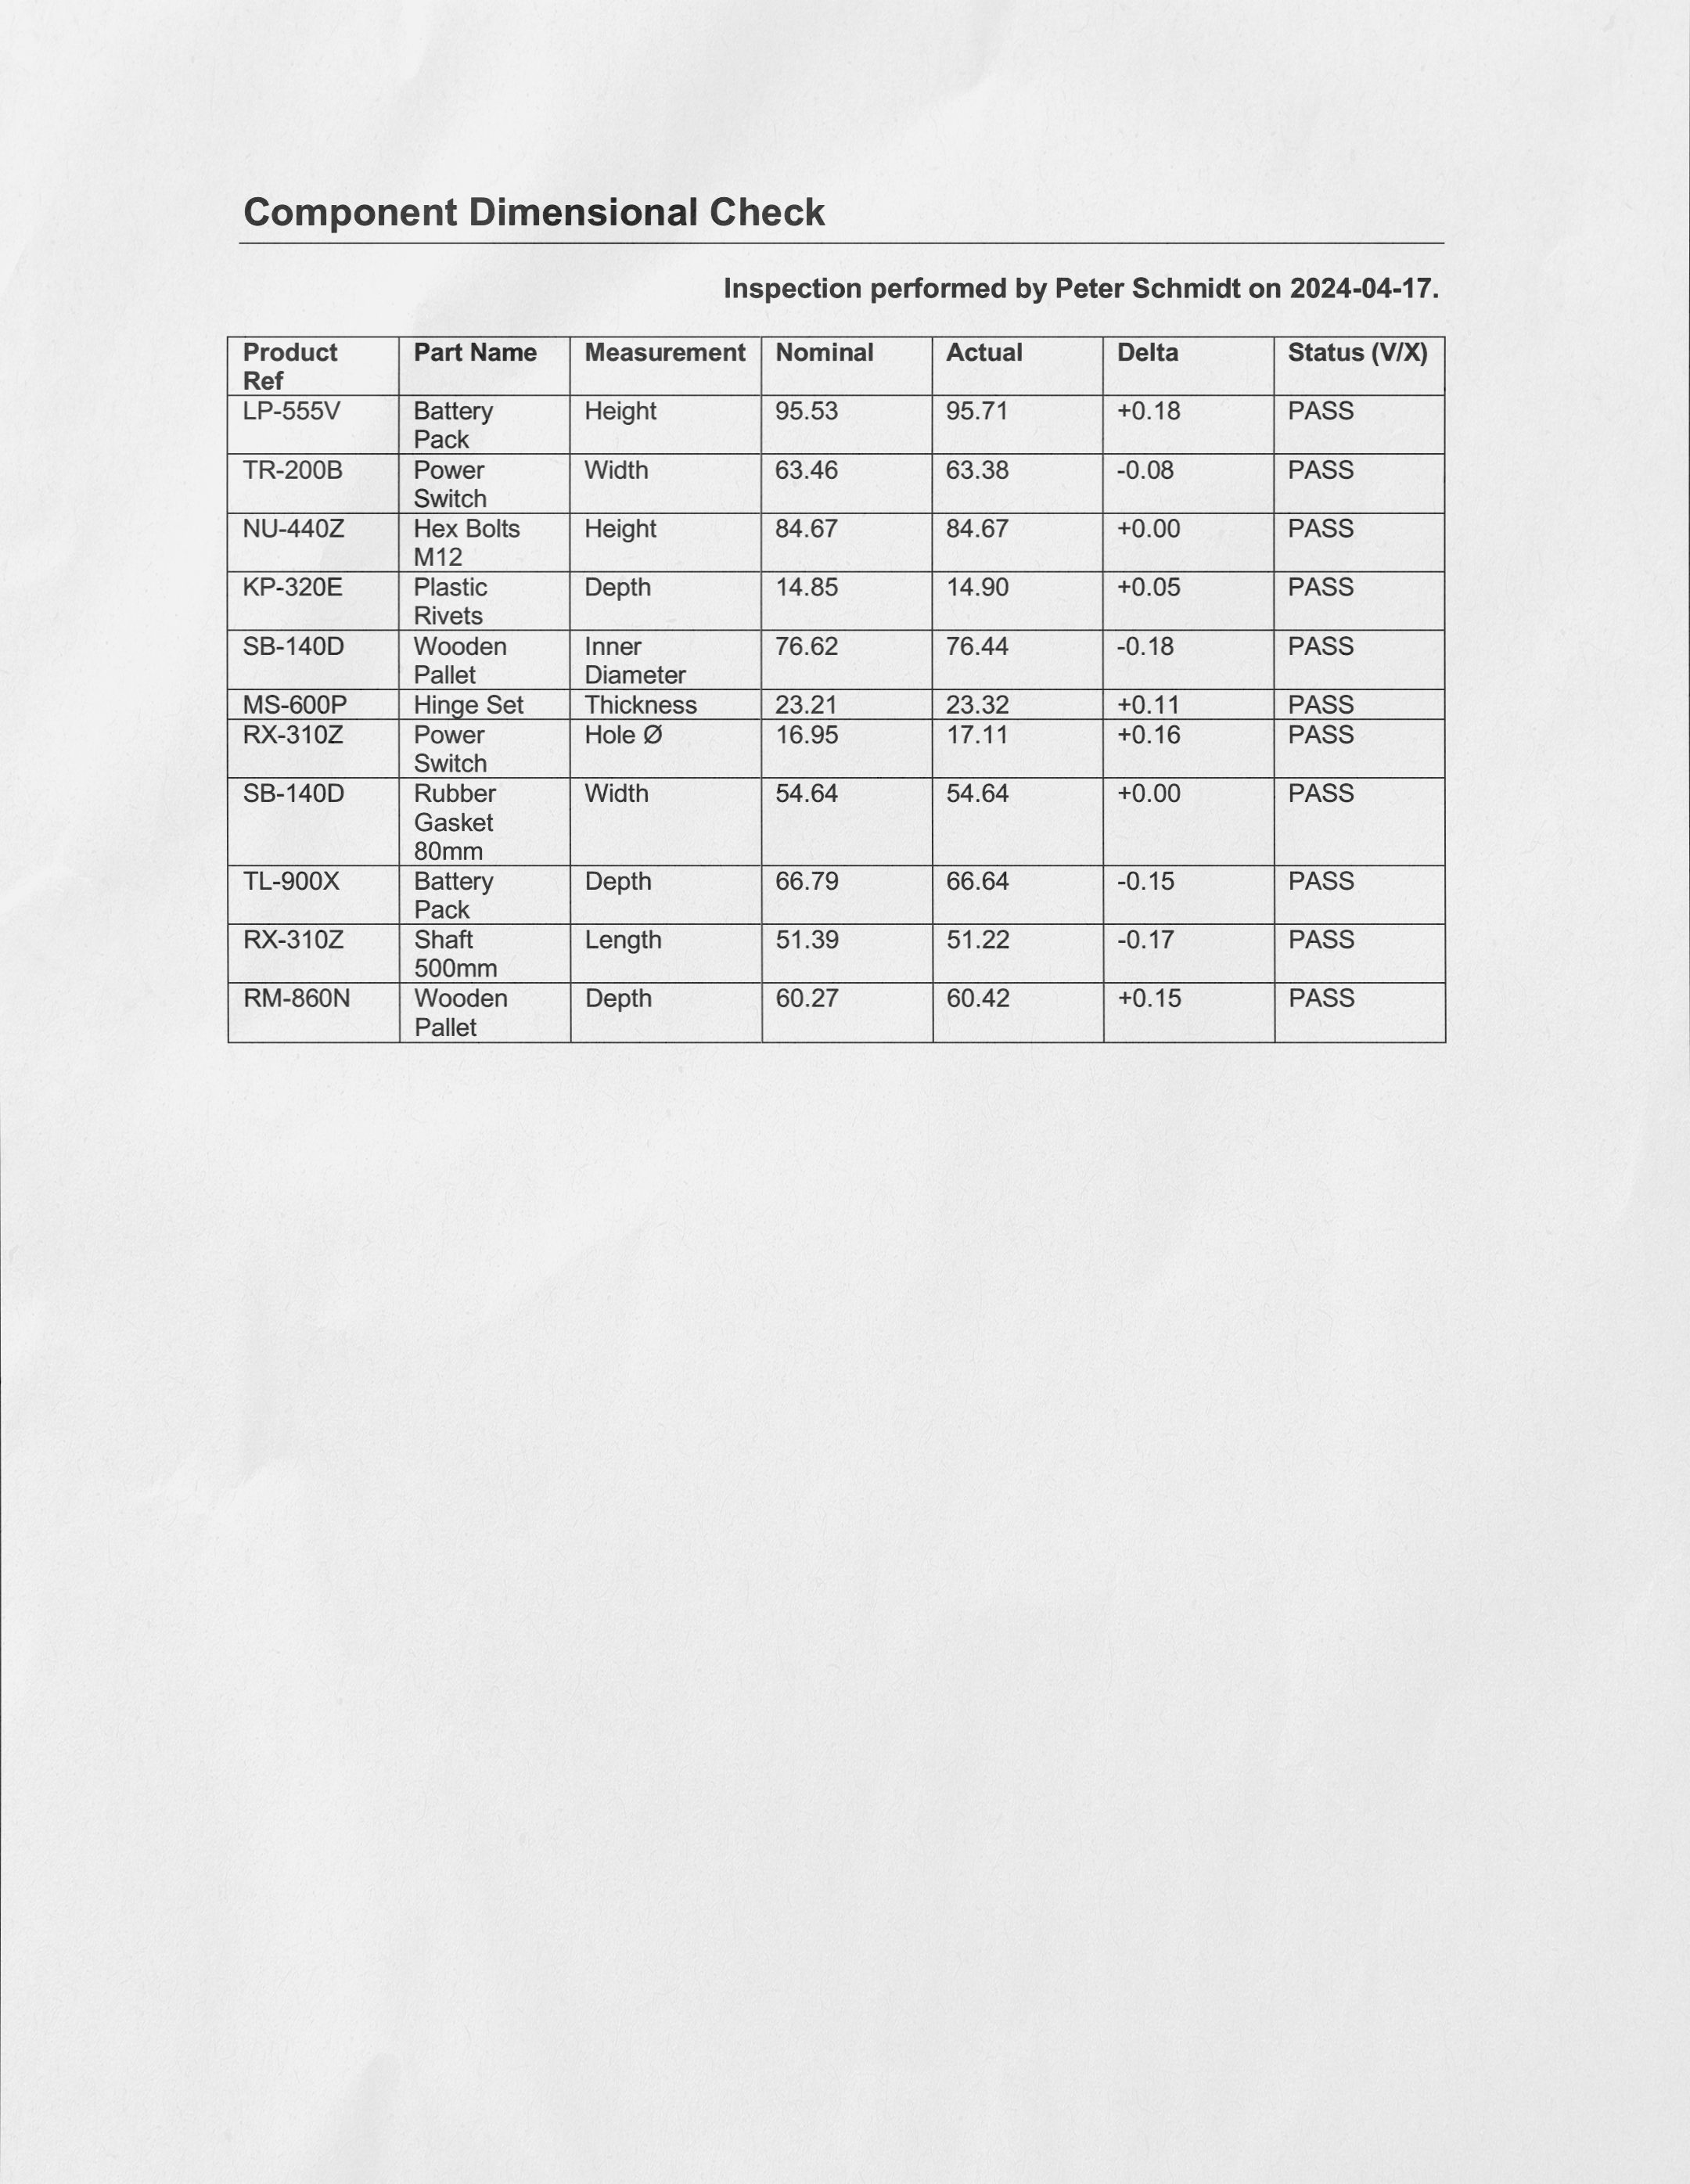 Component Dimensional Check
Inspection performed by Peter Schmidt on 2024-04-17.
Product Ref Part Name Measurement Nominal Actual Delta Status (V/X)
LP-555V Battery Pack Height 95.53 95.71 +0.18 PASS
TR-200B Power Switch Width 63.46 63.38 -0.08 PASS
NU-440Z Hex Bolts M12 Height 84.67 84.67 +0.00 PASS
KP-320E Plastic Rivets Depth 14.85 14.90 +0.05 PASS
SB-140D Wooden Pallet Inner Diameter 76.62 76.44 -0.18 PASS
MS-600P Hinge Set Thickness 23.21 23.32 +0.11 PASS
RX-310Z Power Switch Hole Ø 16.95 17.11 +0.16 PASS
SB-140D Rubber Gasket 80mm Width 54.64 54.64 +0.00 PASS
TL-900X Battery Pack Depth 66.79 66.64 -0.15 PASS
RX-310Z Shaft 500mm Length 51.39 51.22 -0.17 PASS
RM-860N Wooden Pallet Depth 60.27 60.42 +0.15 PASS